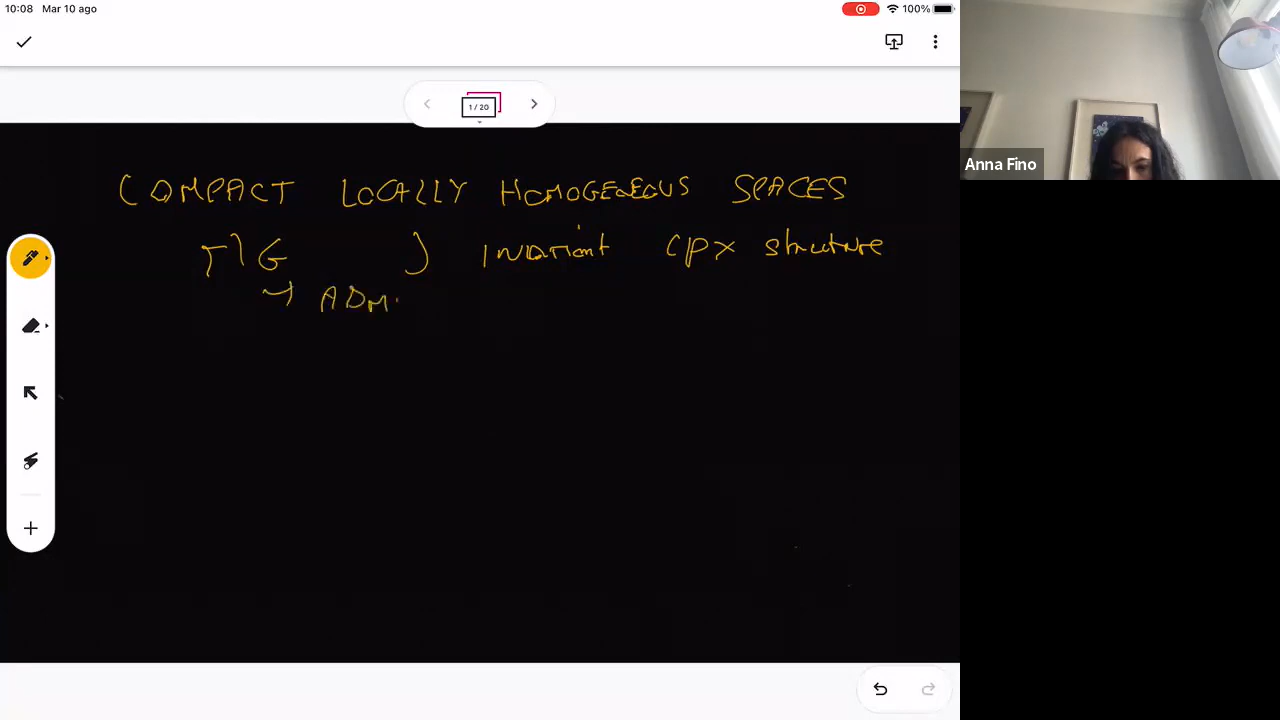 10:08 Mar 10 ago 100%
1 / 20
Anna Fino
COMPACT LOCALLY HOMOGENEOUS SPACES
Γ\G J invariant cpx structure
→ ADM